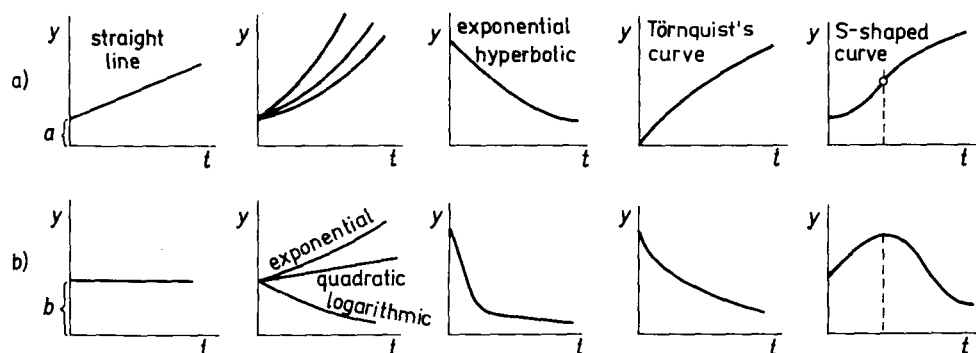 a)
y
straight
line
a
t
y
t
y
exponential
hyperbolic
t
y
Törnquist's
curve
t
y
S-shaped
curve
t
b)
y
b
t
y
exponential
quadratic
logarithmic
t
y
t
y
t
y
t